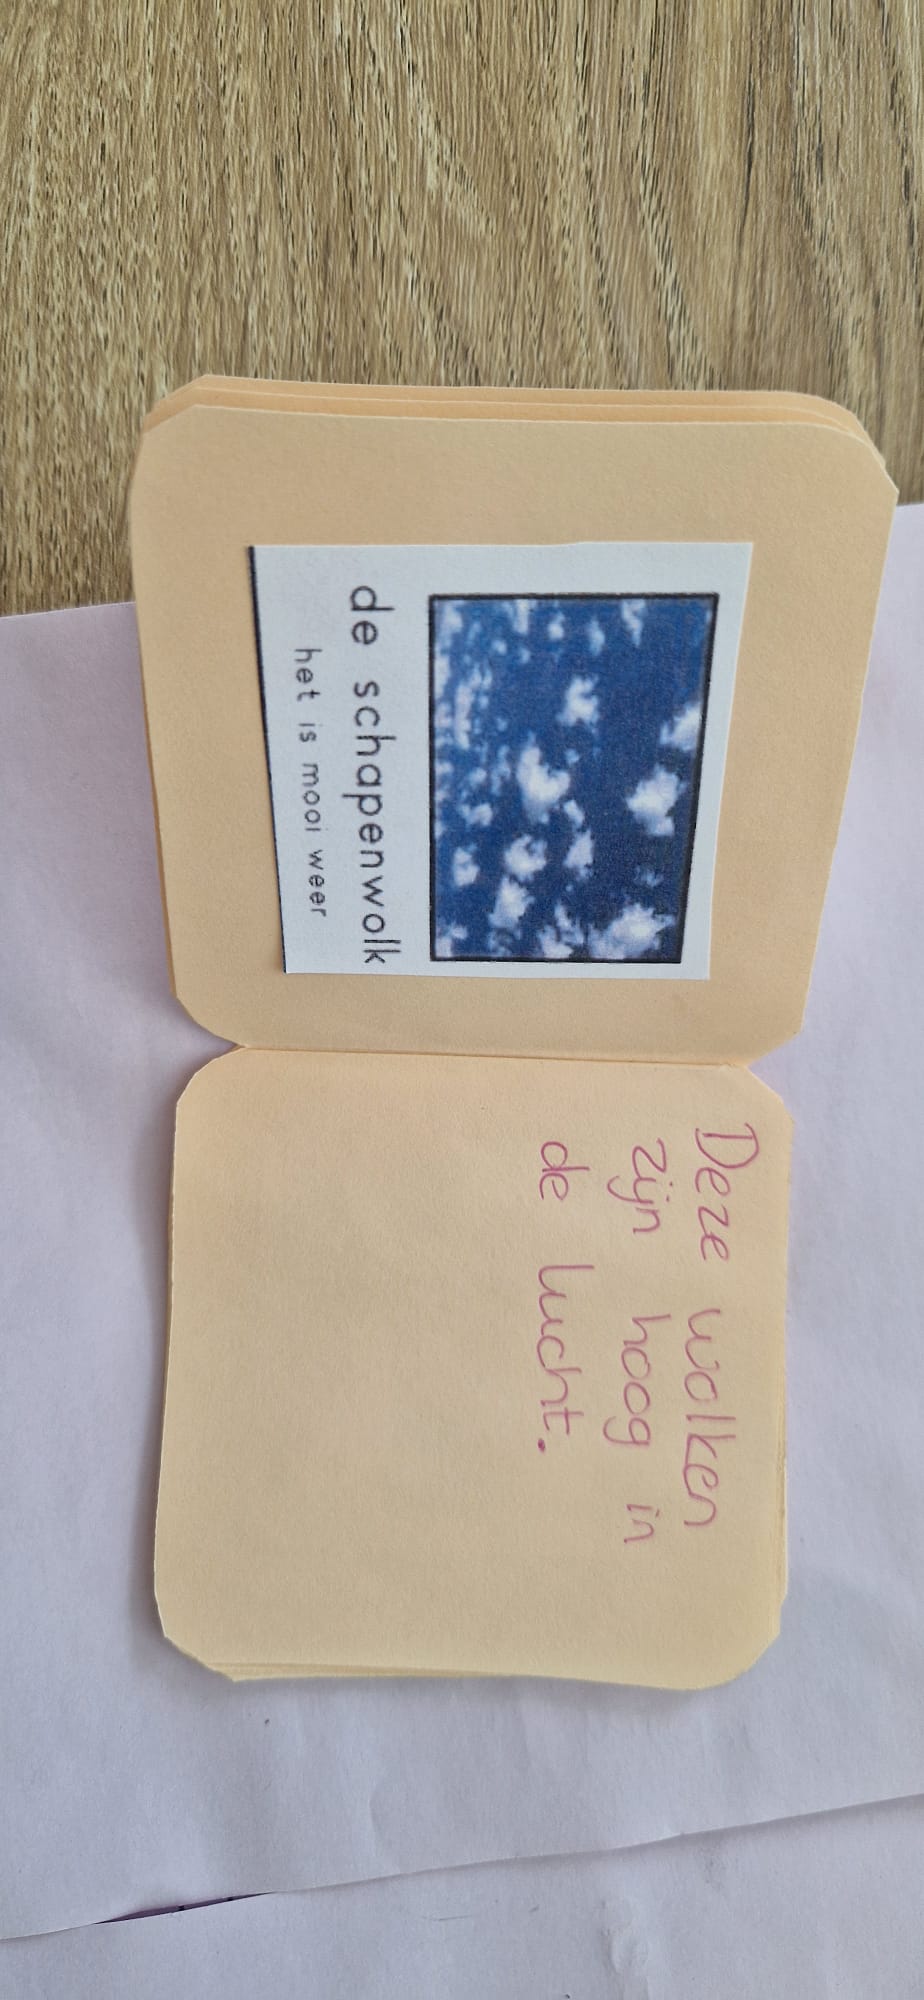 de schapenwolk
het is mooi weer
Deze wolken
zijn hoog in
de lucht.